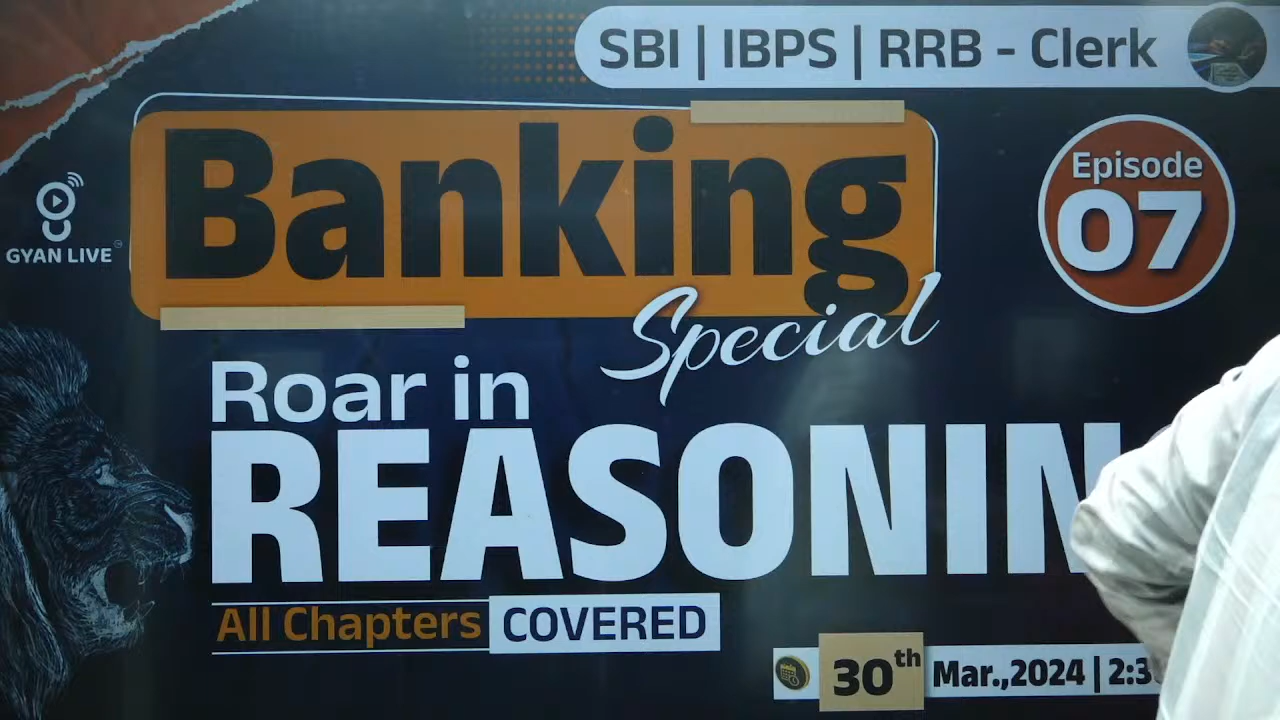 SBI | IBPS | RRB - Clerk
Banking
Special
Episode
07
GYAN LIVE
Roar in
REASONIN
All Chapters COVERED
30th Mar.,2024 | 2:3